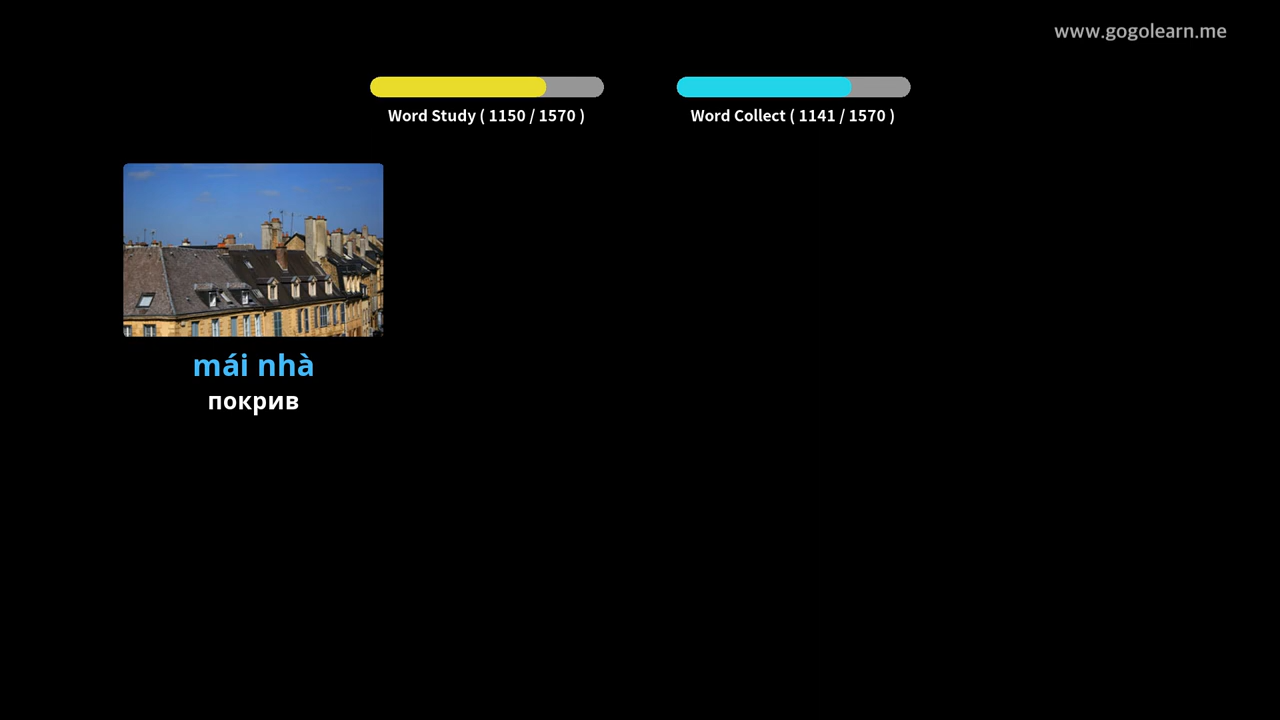 www.gogolearn.me
Word Study ( 1150 / 1570 )
Word Collect ( 1141 / 1570 )
mái nhà
покрив